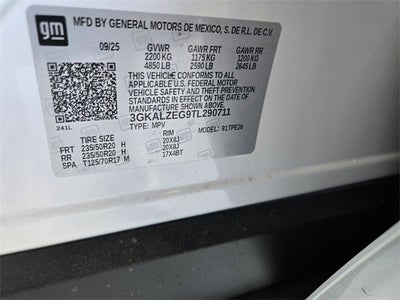 gm
MFD BY GENERAL MOTORS DE MEXICO, S. DE R.L. DE C.V.
09/25 GVWR GAWR FRT GAWR RR
2200 KG 1175 KG 1200 KG
4850 LB 2590 LB 2645 LB
THIS VEHICLE CONFORMS TO ALL
APPLICABLE U.S. FEDERAL MOTOR
VEHICLE SAFETY AND THEFT PREVENTION
STANDARDS IN EFFECT ON THE DATE OF
MANUFACTURE SHOWN ABOVE.
3GKALZEG9TL290711
241L TYPE: MPV MODEL: 91TPE26
TIRE SIZE RIM
FRT 235/50R20 H 20X8J
RR 235/50R20 H 20X8J
SPA T125/70R17 M 17X4BT